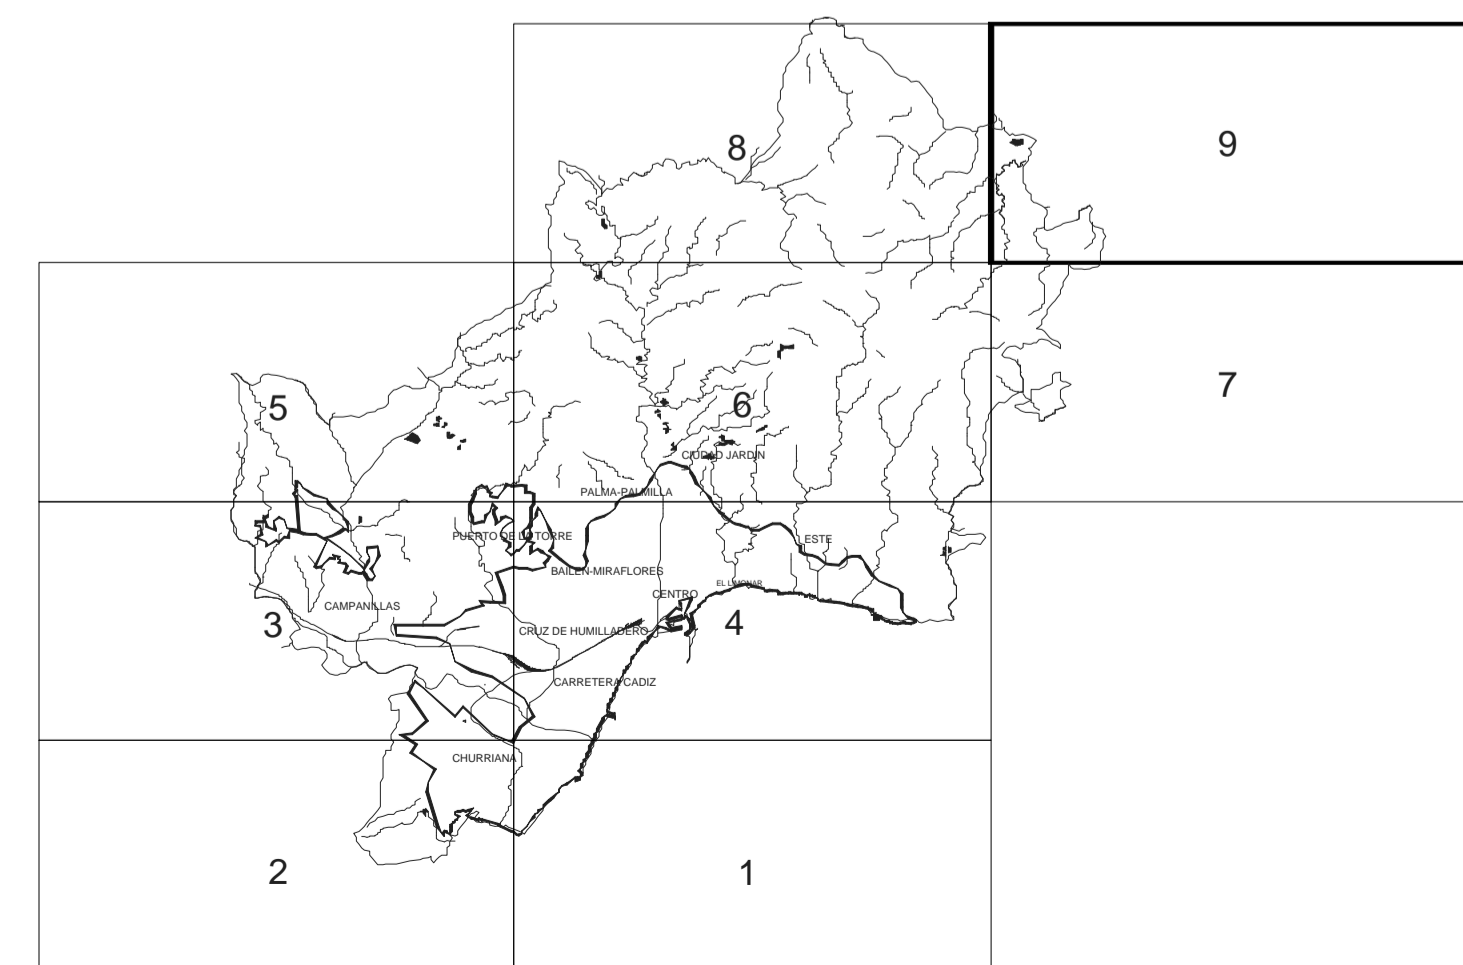 8
9
5
6
7
CIUDAD JARDIN
PALMA-PALMILLA
PUERTO DE LA TORRE
ESTE
BAILEN-MIRAFLORES
EL LIMONAR
CENTRO
CAMPANILLAS
3
CRUZ DE HUMILLADERO
4
CARRETERA CADIZ
CHURRIANA
2
1